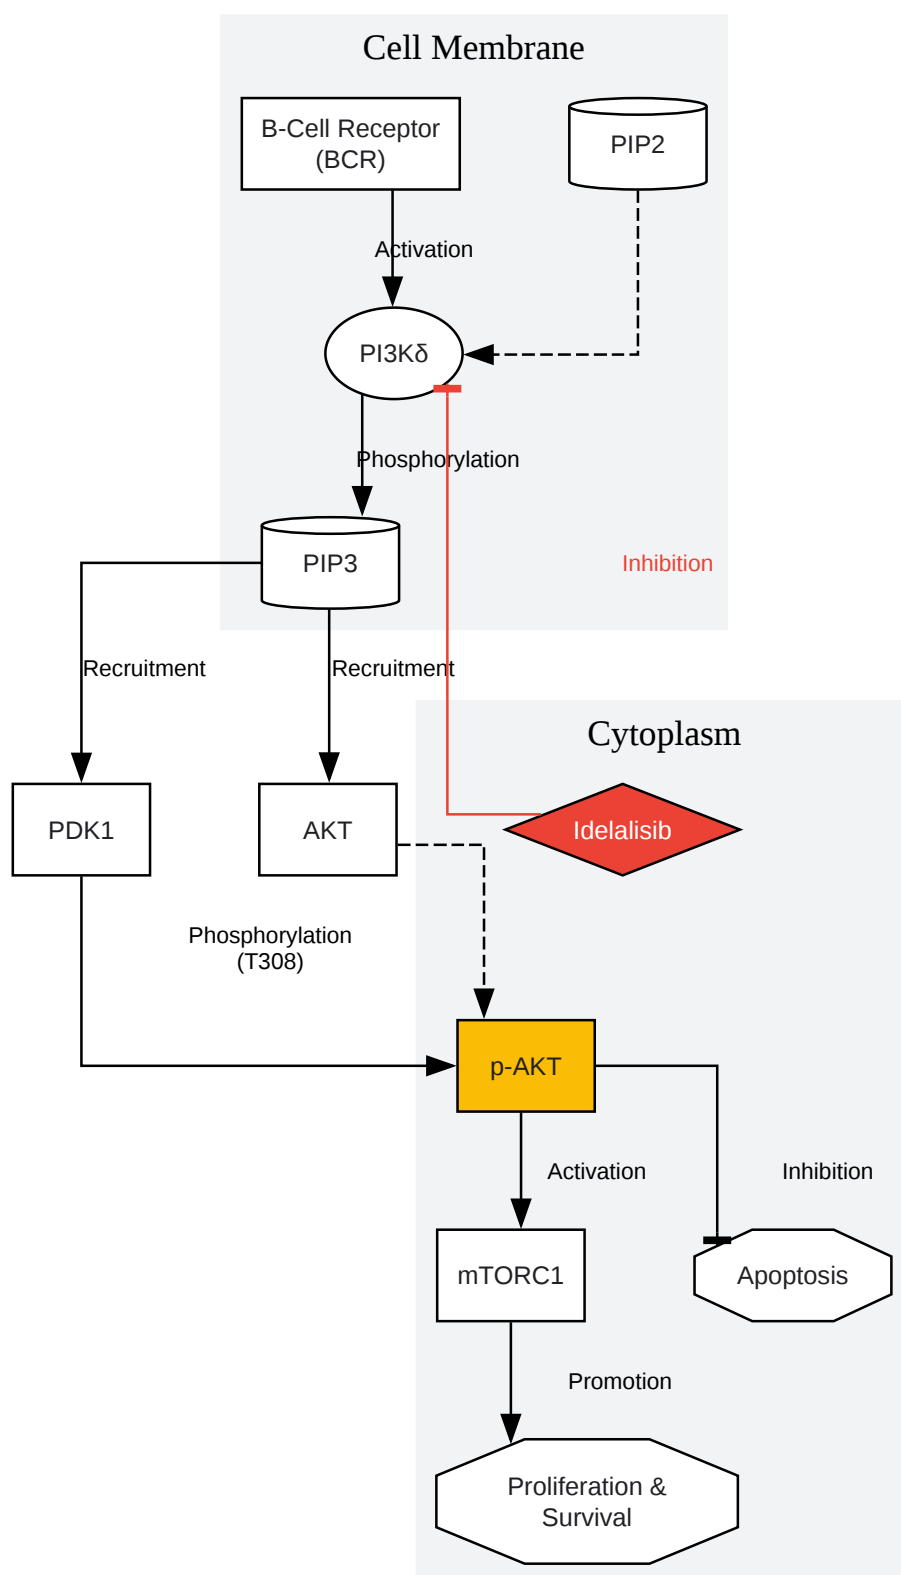 Cell Membrane
B-Cell Receptor
(BCR)
PIP2
Activation
PI3Kδ
Phosphorylation
PIP3
Inhibition
Recruitment
Recruitment
Cytoplasm
PDK1
AKT
Idelalisib
Phosphorylation
(T308)
p-AKT
Activation
Inhibition
mTORC1
Apoptosis
Promotion
Proliferation &
Survival